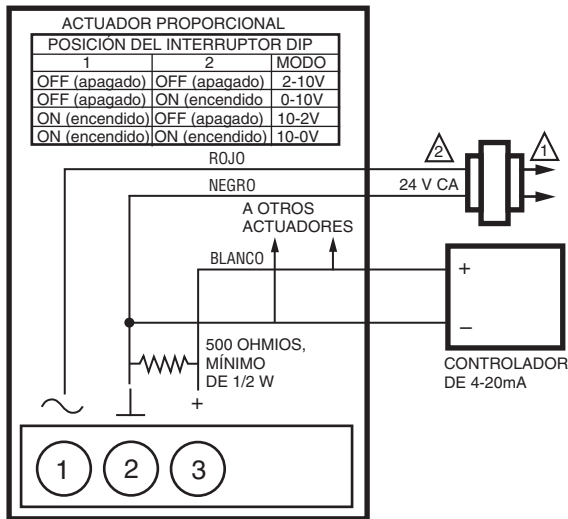 ACTUADOR PROPORCIONAL
POSICIÓN DEL INTERRUPTOR DIP
1 2 MODO
OFF (apagado) OFF (apagado) 2-10V
OFF (apagado) ON (encendido 0-10V
ON (encendido) OFF (apagado) 10-2V
ON (encendido) ON (encendido) 10-0V
ROJO
2
1
NEGRO
24 V CA
A OTROS
ACTUADORES
BLANCO
+
–
500 OHMIOS,
MÍNIMO
DE 1/2 W
+
CONTROLADOR
DE 4-20mA
1 2 3